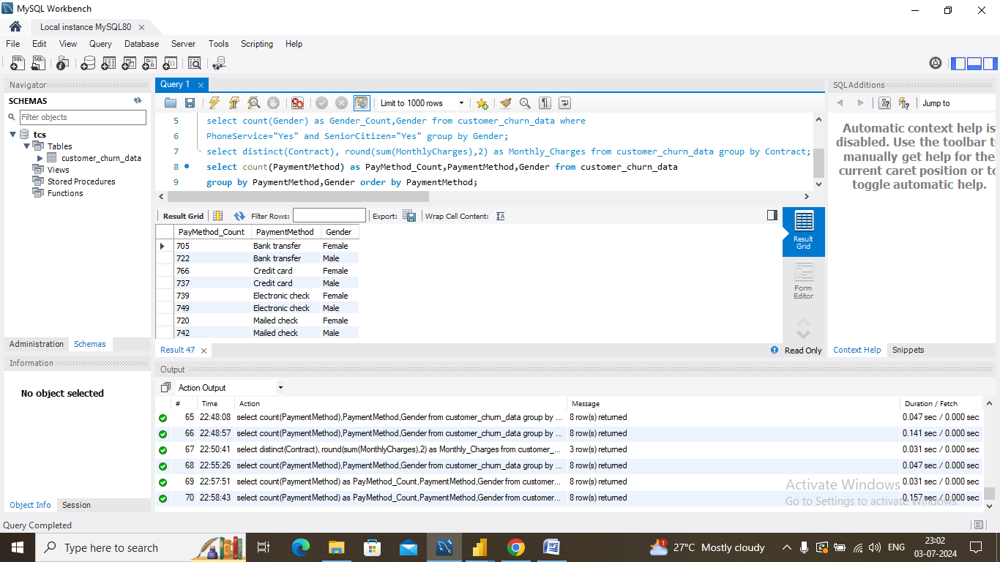 MySQL Workbench
Local instance MySQL80
File Edit View Query Database Server Tools Scripting Help
Navigator
SCHEMAS
Filter objects
tcs
Tables
customer_churn_data
Views
Stored Procedures
Functions
Administration Schemas
Information
No object selected
Object Info Session
Query 1
Limit to 1000 rows
5 select count(Gender) as Gender_Count,Gender from customer_churn_data where
6 PhoneService="Yes" and SeniorCitizen="Yes" group by Gender;
7 select distinct(Contract), round(sum(MonthlyCharges),2) as Monthly_Charges from customer_churn_data group by Contract;
8 select count(PaymentMethod) as PayMethod_Count,PaymentMethod,Gender from customer_churn_data
9 group by PaymentMethod,Gender order by PaymentMethod;
Result Grid Filter Rows: Export: Wrap Cell Content:
PayMethod_Count PaymentMethod Gender
705 Bank transfer Female
722 Bank transfer Male
766 Credit card Female
737 Credit card Male
739 Electronic check Female
749 Electronic check Male
720 Mailed check Female
742 Mailed check Male
Result
Grid
Form
Editor
Result 47
Read Only
SQLAdditions
Jump to
Automatic context help is
disabled. Use the toolbar t
manually get help for the
current caret position or to
toggle automatic help.
Context Help Snippets
Output
Action Output
# Time Action Message Duration / Fetch
65 22:48:08 select count(PaymentMethod),PaymentMethod,Gender from customer_churn_data group by ... 8 row(s) returned 0.047 sec / 0.000 sec
66 22:48:57 select count(PaymentMethod),PaymentMethod,Gender from customer_churn_data group by ... 8 row(s) returned 0.141 sec / 0.000 sec
67 22:50:41 select distinct(Contract), round(sum(MonthlyCharges),2) as Monthly_Charges from customer_... 3 row(s) returned 0.031 sec / 0.000 sec
68 22:55:26 select count(PaymentMethod),PaymentMethod,Gender from customer_churn_data group by ... 8 row(s) returned 0.047 sec / 0.000 sec
69 22:57:51 select count(PaymentMethod) as PayMethod_Count,PaymentMethod,Gender from customer... 8 row(s) returned 0.031 sec / 0.000 sec
70 22:58:43 select count(PaymentMethod) as PayMethod_Count,PaymentMethod,Gender from customer... 8 row(s) returned 0.157 sec / 0.000 sec
Activate Windows
Go to Settings to activate Windows.
Query Completed
Type here to search
1
27°C Mostly cloudy
ENG
23:02
03-07-2024